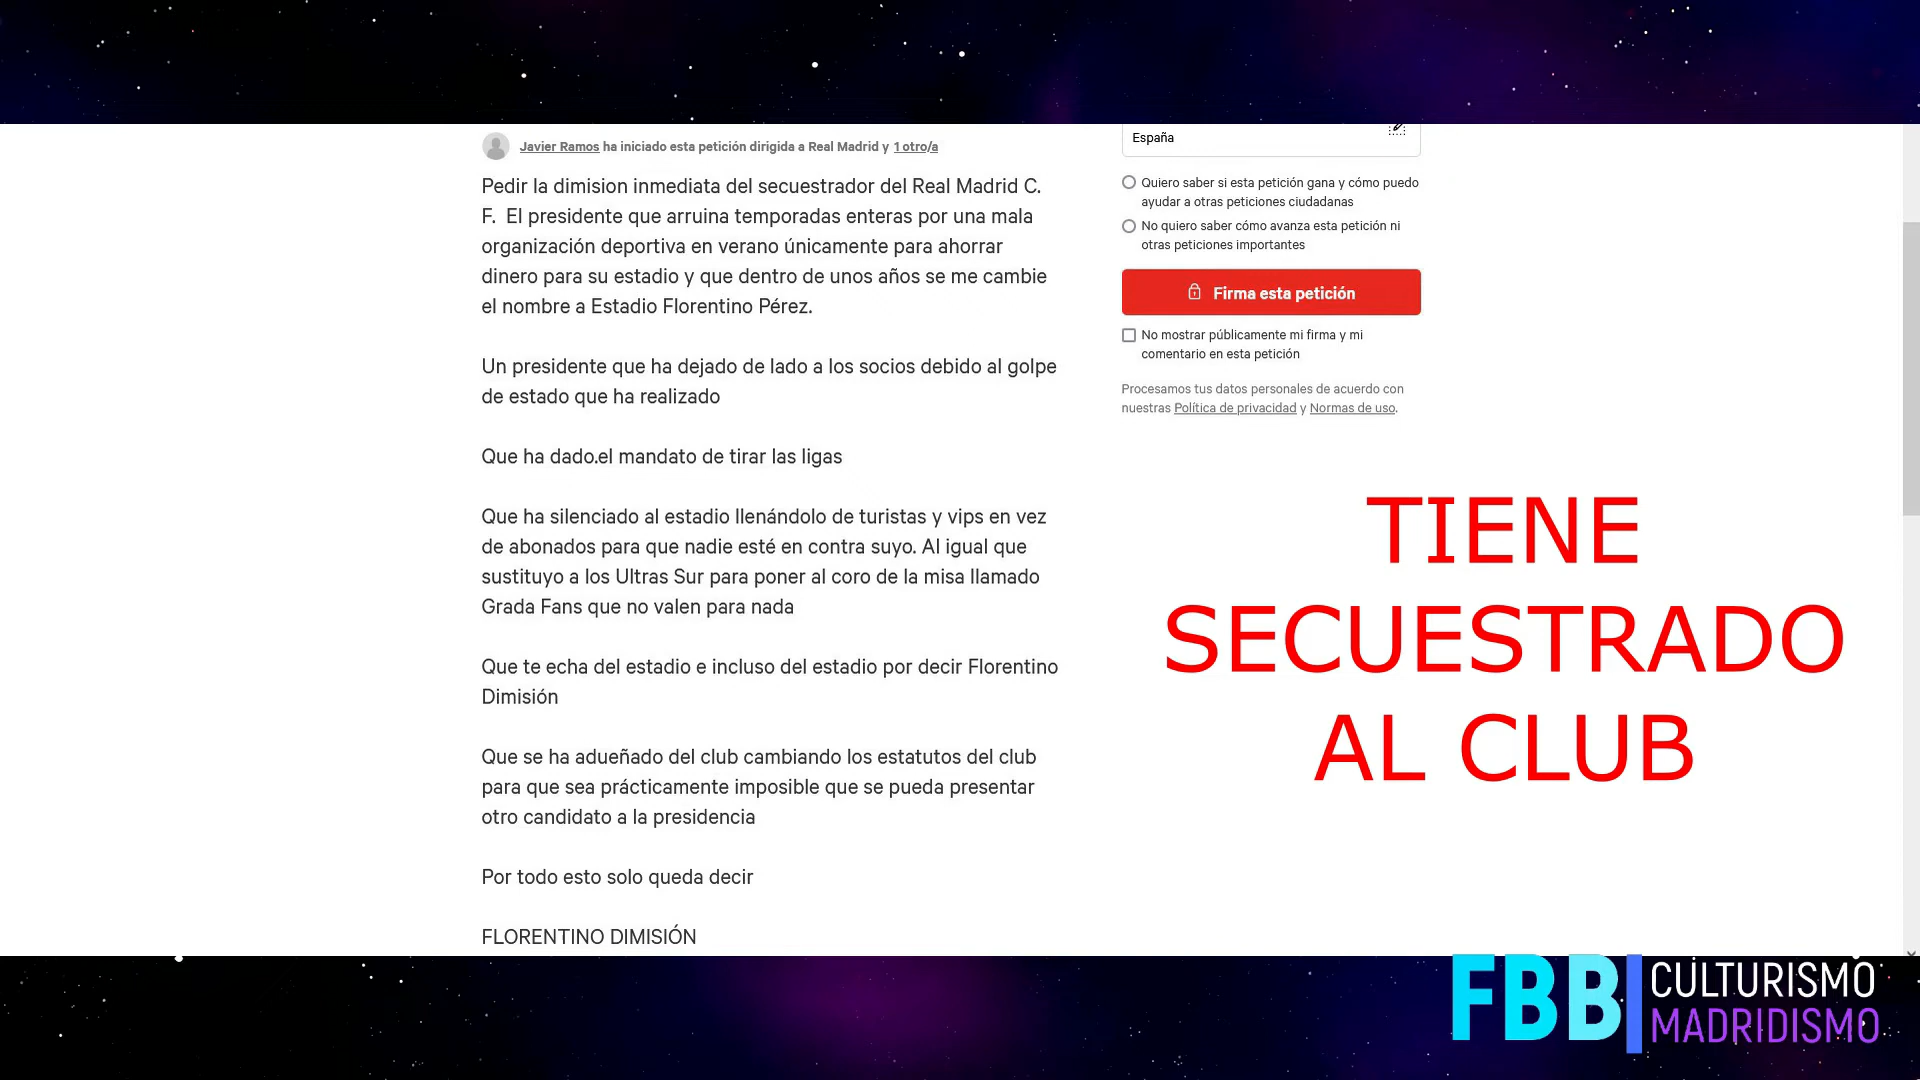 Javier Ramos ha iniciado esta petición dirigida a Real Madrid y 1 otro/a
Pedir la dimision inmediata del secuestrador del Real Madrid C.
F.  El presidente que arruina temporadas enteras por una mala
organización deportiva en verano únicamente para ahorrar
dinero para su estadio y que dentro de unos años se me cambie
el nombre a Estadio Florentino Pérez.
Un presidente que ha dejado de lado a los socios debido al golpe
de estado que ha realizado
Que ha dado.el mandato de tirar las ligas
Que ha silenciado al estadio llenándolo de turistas y vips en vez
de abonados para que nadie esté en contra suyo. Al igual que
sustituyo a los Ultras Sur para poner al coro de la misa llamado
Grada Fans que no valen para nada
Que te echa del estadio e incluso del estadio por decir Florentino
Dimisión
Que se ha adueñado del club cambiando los estatutos del club
para que sea prácticamente imposible que se pueda presentar
otro candidato a la presidencia
Por todo esto solo queda decir
FLORENTINO DIMISIÓN
España
Quiero saber si esta petición gana y cómo puedo
ayudar a otras peticiones ciudadanas
No quiero saber cómo avanza esta petición ni
otras peticiones importantes
Firma esta petición
No mostrar públicamente mi firma y mi
comentario en esta petición
Procesamos tus datos personales de acuerdo con
nuestras Política de privacidad y Normas de uso.
TIENE
SECUESTRADO
AL CLUB
FBB
CULTURISMO
MADRIDISMO